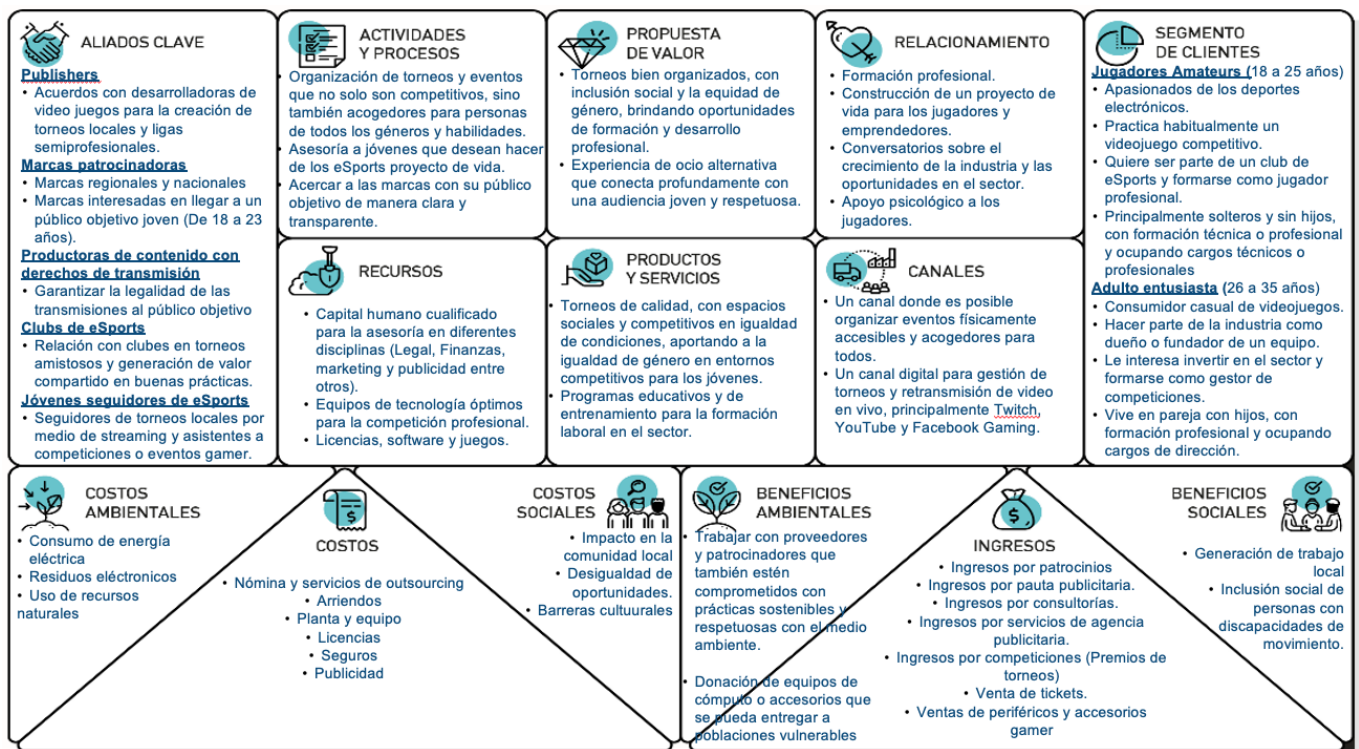 ALIADOS CLAVE
Publishers
• Acuerdos con desarrolladoras de
video juegos para la creación de
torneos locales y ligas
semiprofesionales.
Marcas patrocinadoras
• Marcas regionales y nacionales
• Marcas interesadas en llegar a un
público objetivo joven (De 18 a 23
años).
Productoras de contenido con
derechos de transmisión
• Garantizar la legalidad de las
transmisiones al público objetivo
Clubs de eSports
• Relación con clubes en torneos
amistosos y generación de valor
compartido en buenas prácticas.
Jóvenes seguidores de eSports
• Seguidores de torneos locales por
medio de streaming y asistentes a
competiciones o eventos gamer.
ACTIVIDADES
Y PROCESOS
• Organización de torneos y eventos
que no solo son competitivos, sino
también acogedores para personas
de todos los géneros y habilidades.
• Asesoría a jóvenes que desean hacer
de los eSports proyecto de vida.
• Acercar a las marcas con su público
objetivo de manera clara y
transparente.
RECURSOS
• Capital humano cualificado
para la asesoría en diferentes
disciplinas (Legal, Finanzas,
marketing y publicidad entre
otros).
• Equipos de tecnología óptimos
para la competición profesional.
• Licencias, software y juegos.
PROPUESTA
DE VALOR
• Torneos bien organizados, con
inclusión social y la equidad de
género, brindando oportunidades
de formación y desarrollo
profesional.
• Experiencia de ocio alternativa
que conecta profundamente con
una audiencia joven y respetuosa.
PRODUCTOS
Y SERVICIOS
• Torneos de calidad, con espacios
sociales y competitivos en igualdad
de condiciones, aportando a la
igualdad de género en entornos
competitivos para los jóvenes.
• Programas educativos y de
entrenamiento para la formación
laboral en el sector.
RELACIONAMIENTO
• Formación profesional.
• Construcción de un proyecto de
vida para los jugadores y
emprendedores.
• Conversatorios sobre el
crecimiento de la industria y las
oportunidades en el sector.
• Apoyo psicológico a los
jugadores.
CANALES
• Un canal donde es posible
organizar eventos físicamente
accesibles y acogedores para
todos.
• Un canal digital para gestión de
torneos y retransmisión de video
en vivo, principalmente Twitch,
YouTube y Facebook Gaming.
SEGMENTO
DE CLIENTES
Jugadores Amateurs (18 a 25 años)
• Apasionados de los deportes
electrónicos.
• Practica habitualmente un
videojuego competitivo.
• Quiere ser parte de un club de
eSports y formarse como jugador
profesional.
• Principalmente solteros y sin hijos,
con formación técnica o profesional
y ocupando cargos técnicos o
profesionales
Adulto entusiasta (26 a 35 años)
• Consumidor casual de videojuegos.
• Hacer parte de la industria como
dueño o fundador de un equipo.
• Le interesa invertir en el sector y
formarse como gestor de
competiciones.
• Vive en pareja con hijos, con
formación profesional y ocupando
cargos de dirección.
COSTOS
AMBIENTALES
• Consumo de energía
eléctrica
• Residuos eléctronicos
• Uso de recursos
naturales
COSTOS
• Nómina y servicios de outsourcing
• Arriendos
• Planta y equipo
• Licencias
• Seguros
• Publicidad
COSTOS
SOCIALES
• Impacto en la
comunidad local
• Desigualdad de
oportunidades.
• Barreras cultuurales
BENEFICIOS
AMBIENTALES
• Trabajar con proveedores
y patrocinadores que
también estén
comprometidos con
prácticas sostenibles y
respetuosas con el medio
ambiente.
• Donación de equipos de
cómputo o accesorios que
se pueda entregar a
poblaciones vulnerables
INGRESOS
• Ingresos por patrocinios
• Ingresos por pauta publicitaria.
• Ingresos por consultorías.
• Ingresos por servicios de agencia
publicitaria.
• Ingresos por competiciones (Premios de
torneos)
• Venta de tickets.
• Ventas de periféricos y accesorios
gamer
BENEFICIOS
SOCIALES
• Generación de trabajo
local
• Inclusión social de
personas con
discapacidades de
movimiento.